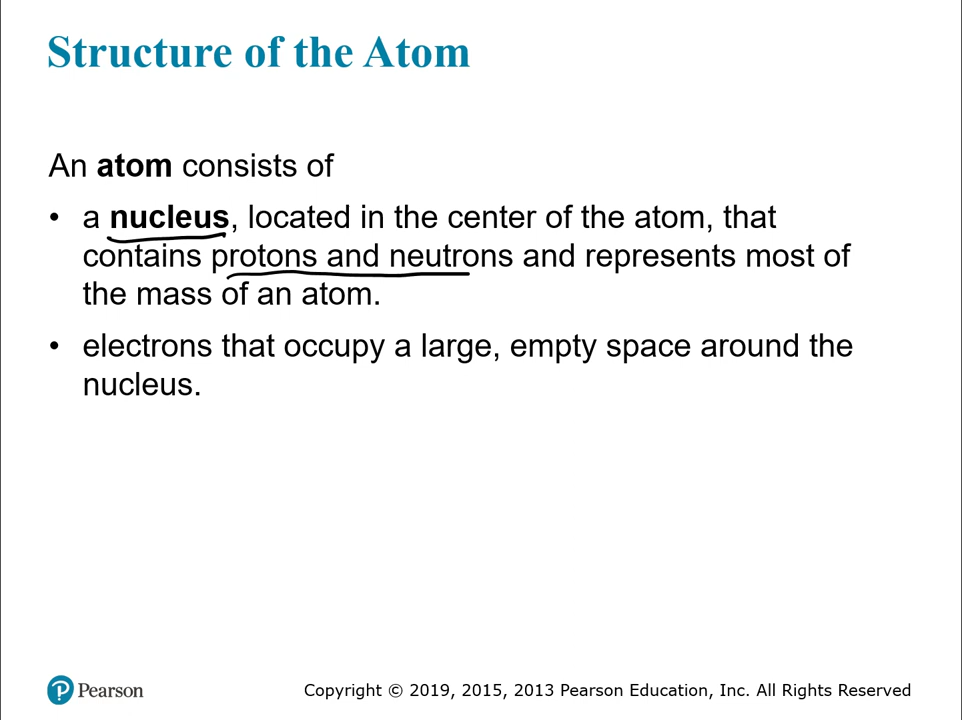 Structure of the Atom
An atom consists of
• a nucleus, located in the center of the atom, that
contains protons and neutrons and represents most of
the mass of an atom.
• electrons that occupy a large, empty space around the
nucleus.
Pearson
Copyright © 2019, 2015, 2013 Pearson Education, Inc. All Rights Reserved